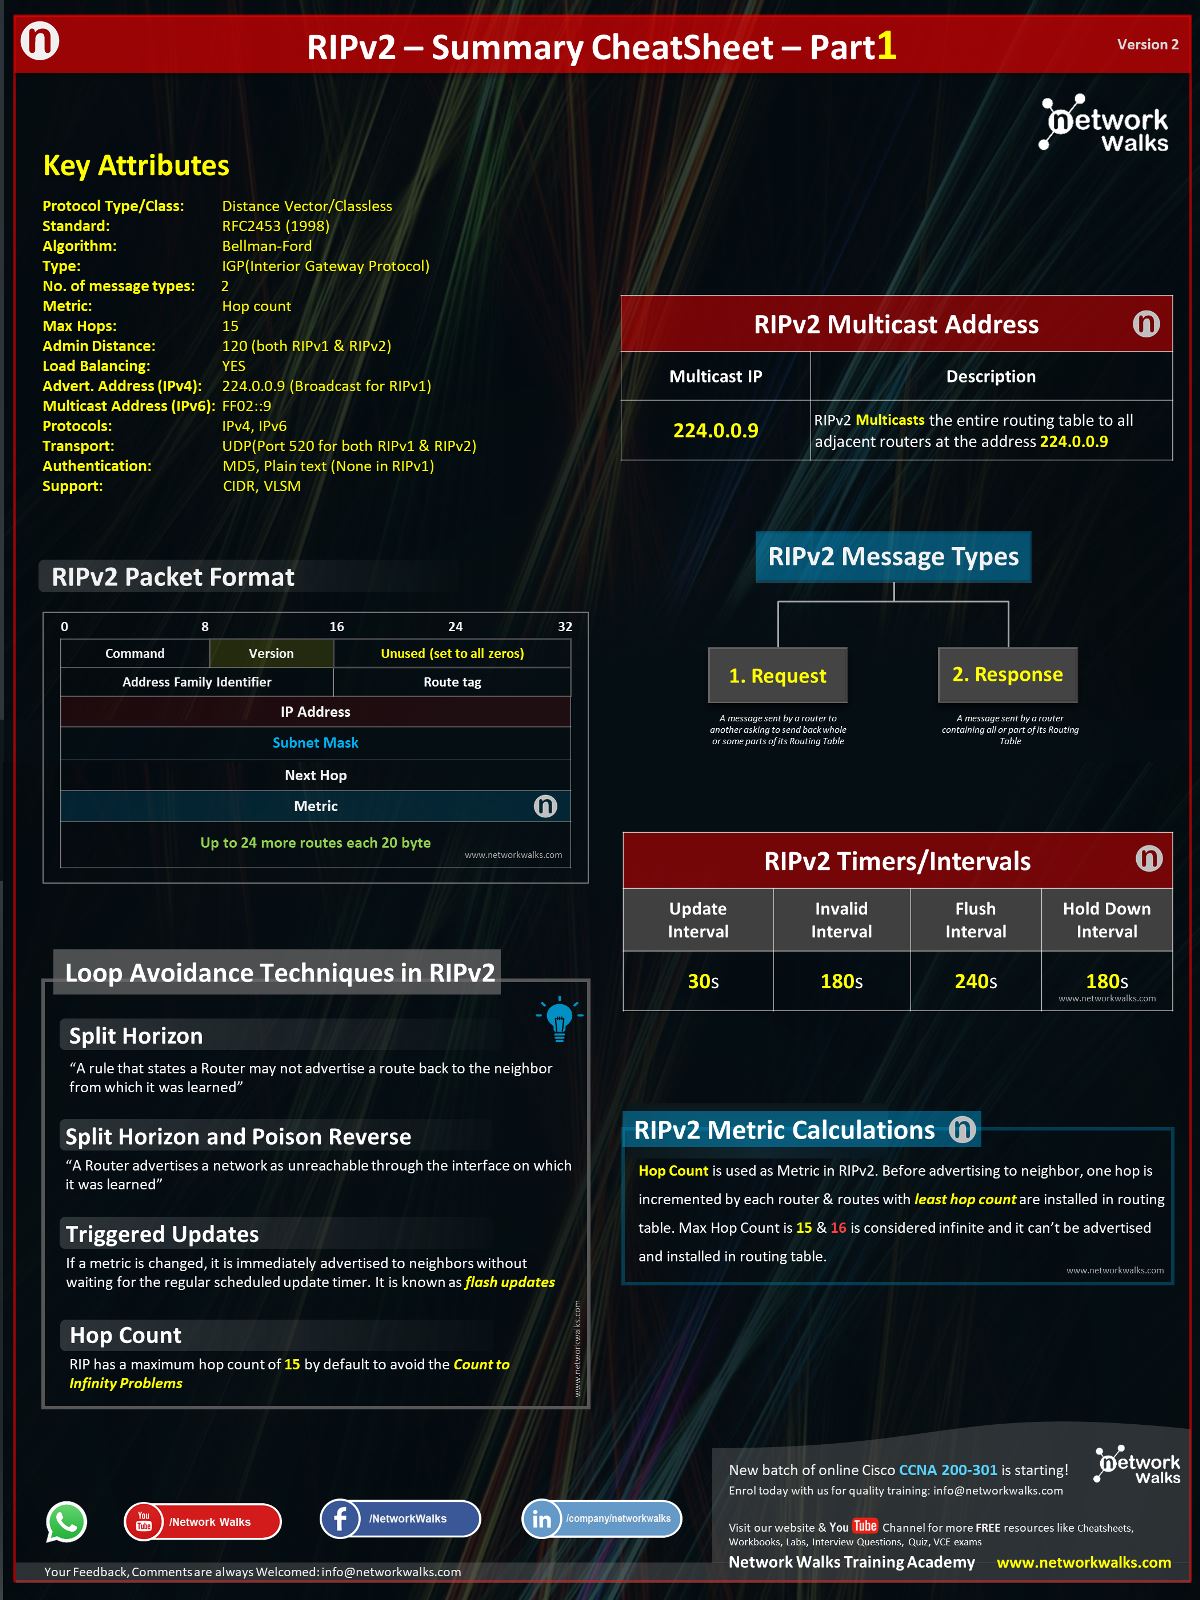 n
RIPv2 – Summary CheatSheet – Part1
Version 2
network
Walks
Key Attributes
Protocol Type/Class: Distance Vector/Classless
Standard: RFC2453 (1998)
Algorithm: Bellman-Ford
Type: IGP(Interior Gateway Protocol)
No. of message types: 2
Metric: Hop count
Max Hops: 15
Admin Distance: 120 (both RIPv1 & RIPv2)
Load Balancing: YES
Advert. Address (IPv4): 224.0.0.9 (Broadcast for RIPv1)
Multicast Address (IPv6): FF02::9
Protocols: IPv4, IPv6
Transport: UDP(Port 520 for both RIPv1 & RIPv2)
Authentication: MD5, Plain text (None in RIPv1)
Support: CIDR, VLSM
RIPv2 Multicast Address
n
Multicast IP Description
224.0.0.9
RIPv2 Multicasts the entire routing table to all
adjacent routers at the address 224.0.0.9
RIPv2 Message Types
1. Request
A message sent by a router to
another asking to send back whole
or some parts of its Routing Table
2. Response
A message sent by a router
containing all or part of its Routing
Table
RIPv2 Packet Format
0 8 16 24 32
Command Version Unused (set to all zeros)
Address Family Identifier Route tag
IP Address
Subnet Mask
Next Hop
Metric
n
Up to 24 more routes each 20 byte
www.networkwalks.com
RIPv2 Timers/Intervals
n
Update Interval
Invalid Interval
Flush Interval
Hold Down Interval
30s 180s 240s 180s
www.networkwalks.com
Loop Avoidance Techniques in RIPv2
Split Horizon
“A rule that states a Router may not advertise a route back to the neighbor
from which it was learned”
Split Horizon and Poison Reverse
“A Router advertises a network as unreachable through the interface on which
it was learned”
Triggered Updates
If a metric is changed, it is immediately advertised to neighbors without
waiting for the regular scheduled update timer. It is known as flash updates
Hop Count
RIP has a maximum hop count of 15 by default to avoid the Count to
Infinity Problems
www.networkwalks.com
RIPv2 Metric Calculations
n
Hop Count is used as Metric in RIPv2. Before advertising to neighbor, one hop is
incremented by each router & routes with least hop count are installed in routing
table. Max Hop Count is 15 & 16 is considered infinite and it can’t be advertised
and installed in routing table.
www.networkwalks.com
You Tube /Network Walks
f /NetworkWalks
in /company/networkwalks
Your Feedback, Comments are always Welcomed: info@networkwalks.com
New batch of online Cisco CCNA 200-301 is starting!
Enrol today with us for quality training: info@networkwalks.com
network
Walks
Visit our website & You Tube Channel for more FREE resources like Cheatsheets,
Workbooks, Labs, Interview Questions, Quiz, VCE exams
Network Walks Training Academy www.networkwalks.com